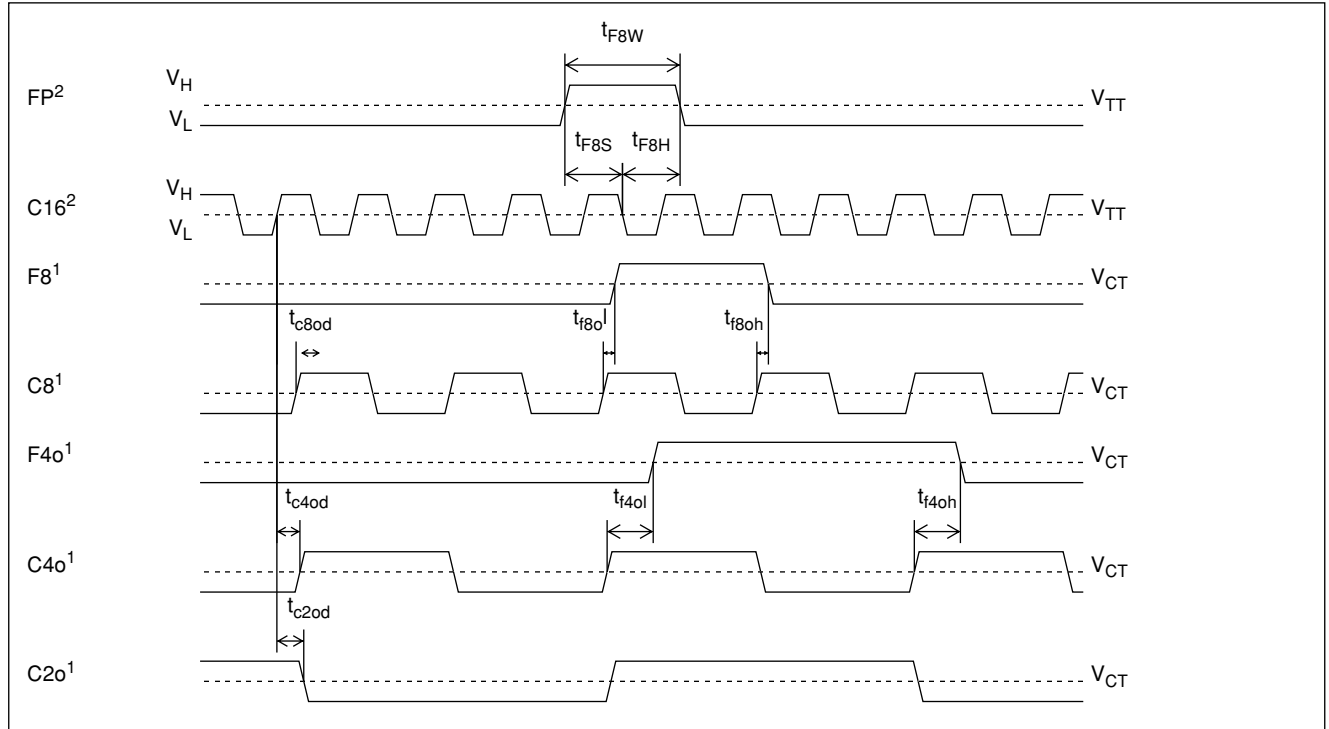 tF8W
VH
FP2
VL
VTT
tF8S
tF8H
VH
C162
VL
VTT
F81
VCT
tc8od
tf8ol
tf8oh
C81
VCT
F4o1
VCT
tc4od
tf4ol
tf4oh
C4o1
VCT
tc2od
C2o1
VCT